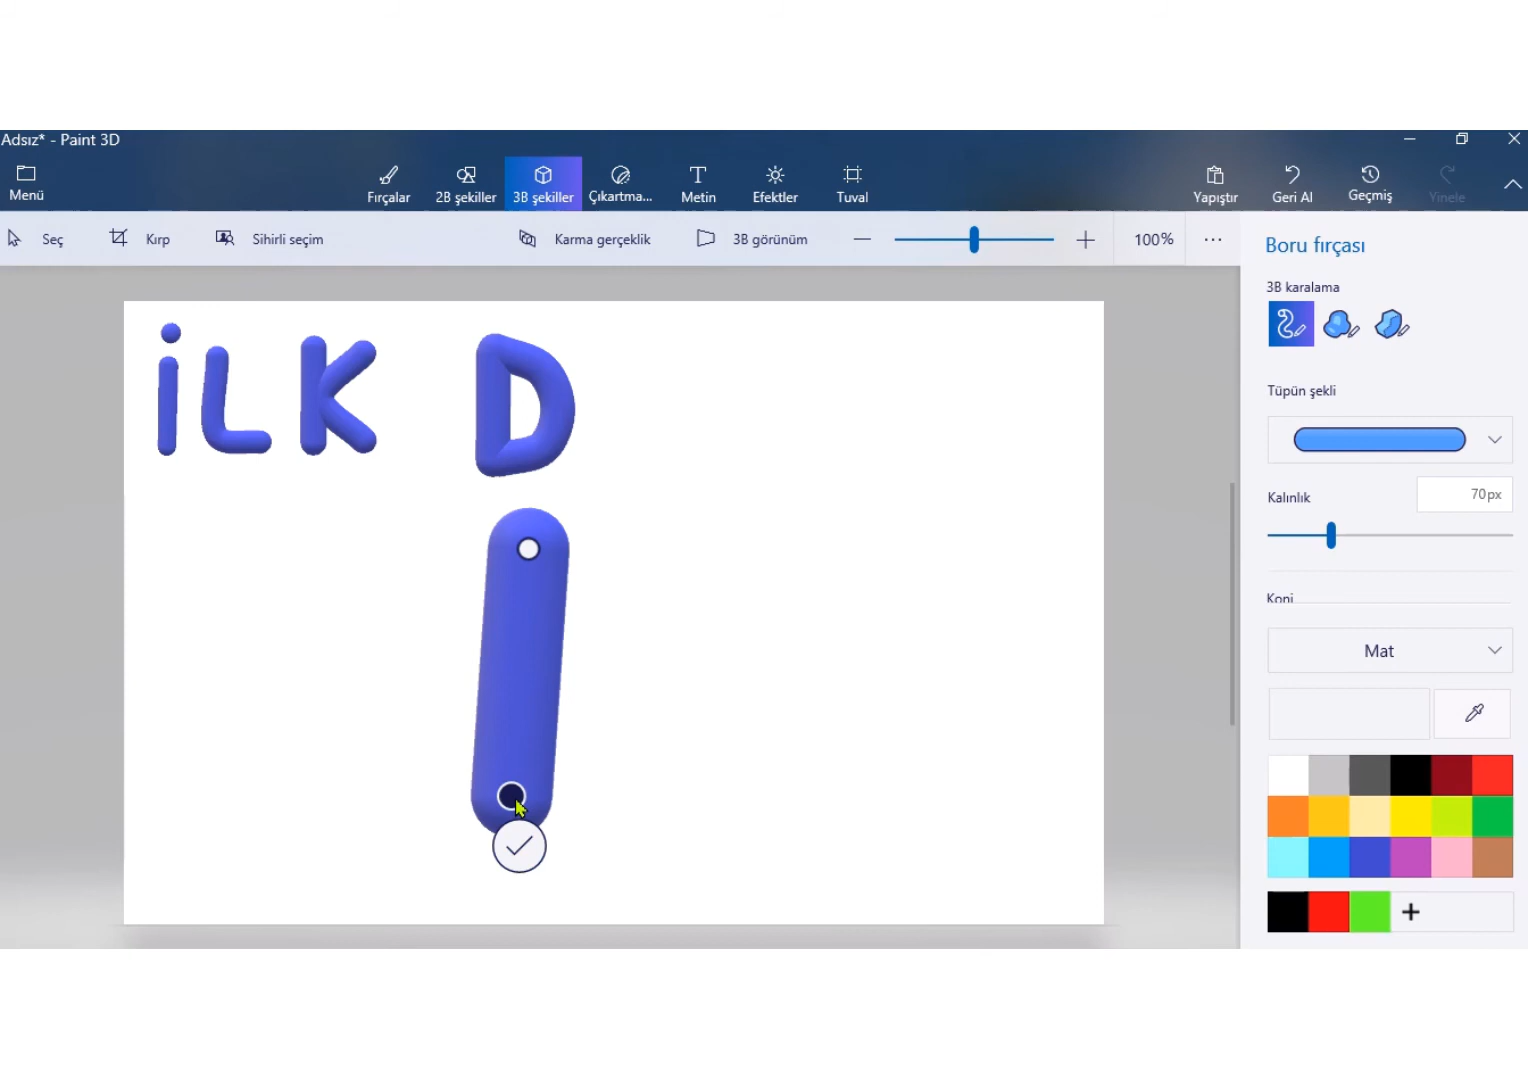 Adsız* - Paint 3D
Menü
Fırçalar
2B şekiller
3B şekiller
Çıkartma...
Metin
Efektler
Tuval
Yapıştır
Geri Al
Geçmiş
Yinele
Seç
Kırp
Sihirli seçim
Karma gerçeklik
3B görünüm
100%
Boru fırçası
3B karalama
Tüpün şekli
Kalınlık
70px
Koni
Mat
iLK D